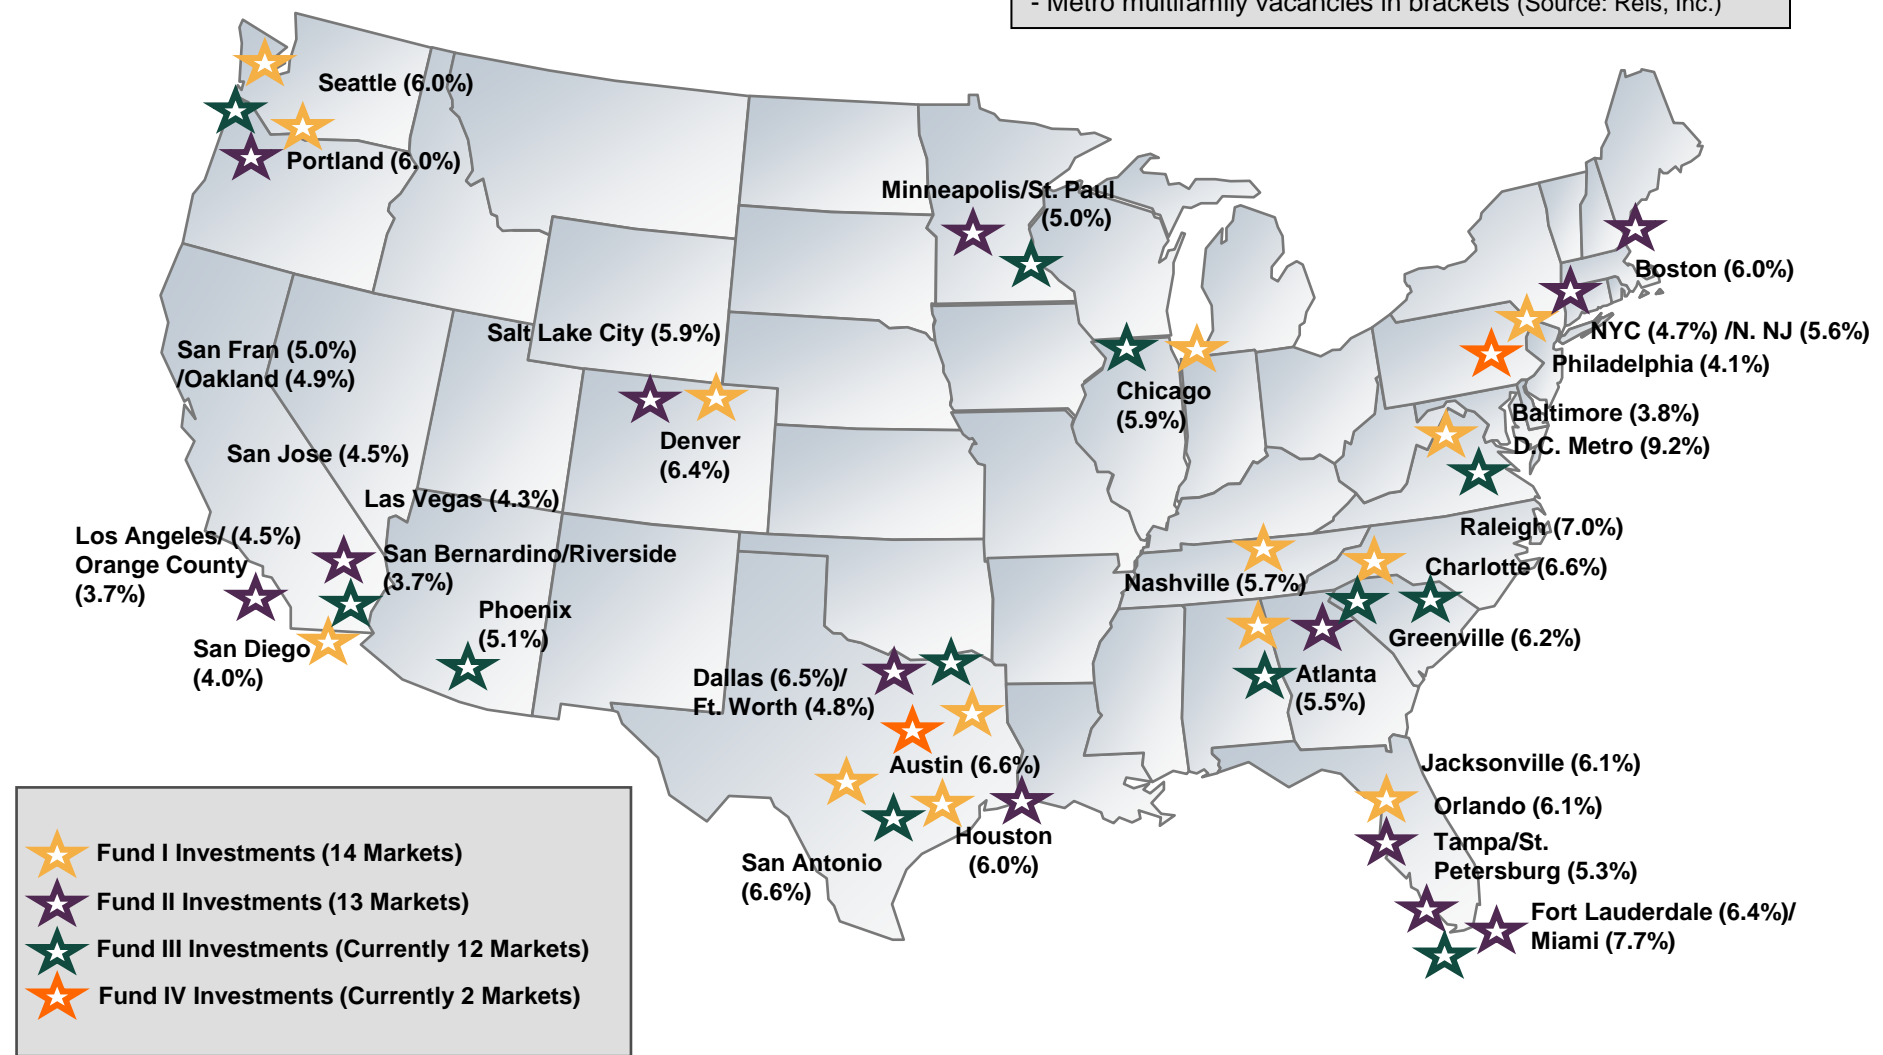 - Metro multifamily vacancies in brackets (Source: Reis, Inc.)
Seattle (6.0%)
Portland (6.0%)
Minneapolis/St. Paul
(5.0%)
Boston (6.0%)
NYC (4.7%) /N. NJ (5.6%)
Philadelphia (4.1%)
Salt Lake City (5.9%)
San Fran (5.0%)
/Oakland (4.9%)
Chicago
(5.9%)
Baltimore (3.8%)
D.C. Metro (9.2%)
Denver
(6.4%)
San Jose (4.5%)
Las Vegas (4.3%)
Raleigh (7.0%)
Los Angeles/ (4.5%)
Orange County
(3.7%)
San Bernardino/Riverside
(3.7%)
Charlotte (6.6%)
Nashville (5.7%)
Phoenix
(5.1%)
Greenville (6.2%)
San Diego
(4.0%)
Dallas (6.5%)/
Ft. Worth (4.8%)
Atlanta
(5.5%)
Austin (6.6%)
Jacksonville (6.1%)
Orlando (6.1%)
Houston
(6.0%)
Tampa/St.
Petersburg (5.3%)
San Antonio
(6.6%)
Fort Lauderdale (6.4%)/
Miami (7.7%)
Fund I Investments (14 Markets)
Fund II Investments (13 Markets)
Fund III Investments (Currently 12 Markets)
Fund IV Investments (Currently 2 Markets)